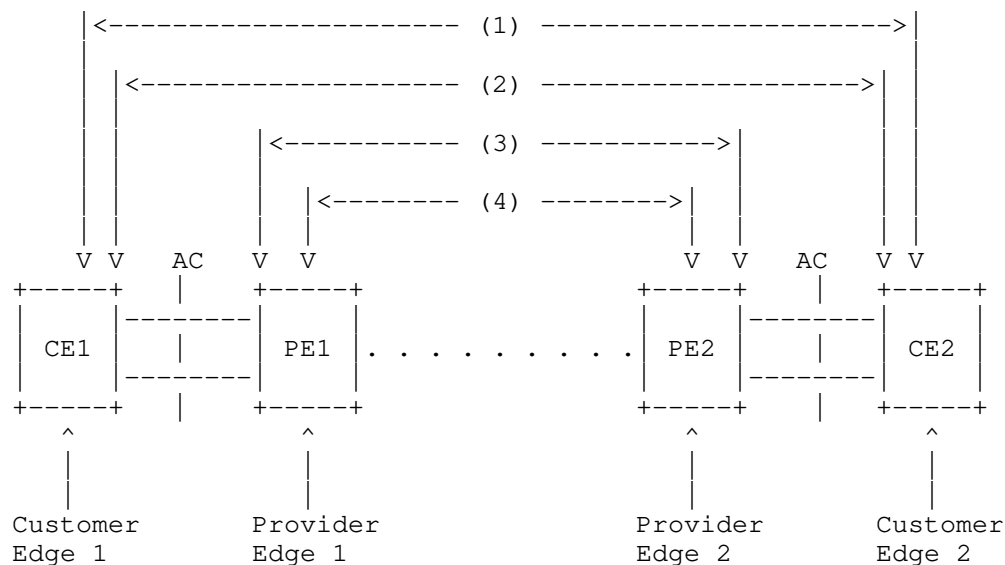 |<--------------------- (1) --------------------->|
|<--------------------- (2) -------------------->|
|<---------- (3) ----------->|
|<-------- (4) ------->|
V V AC V V V V AC V V
CE1 PE1 . . . . . . . . . PE2 CE2
Customer Provider Provider Customer
Edge 1 Edge 1 Edge 2 Edge 2